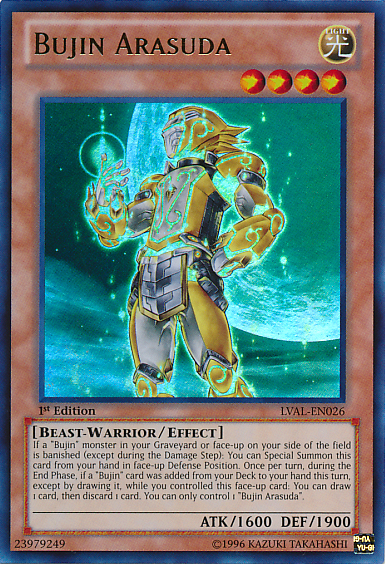 Bujin Arasuda
LIGHT
光
1st Edition
LVAL-EN026
[Beast-Warrior/Effect]
If a "Bujin" monster in your Graveyard or face-up on your side of the field
is banished (except during the Damage Step): You can Special Summon this
card from your hand in face-up Defense Position. Once per turn, during the
End Phase, if a "Bujin" card was added from your Deck to your hand this turn,
except by drawing it, while you controlled this face-up card: You can draw
1 card, then discard 1 card. You can only control 1 "Bujin Arasuda".
ATK/1600 DEF/1900
23979249
©1996 KAZUKI TAKAHASHI